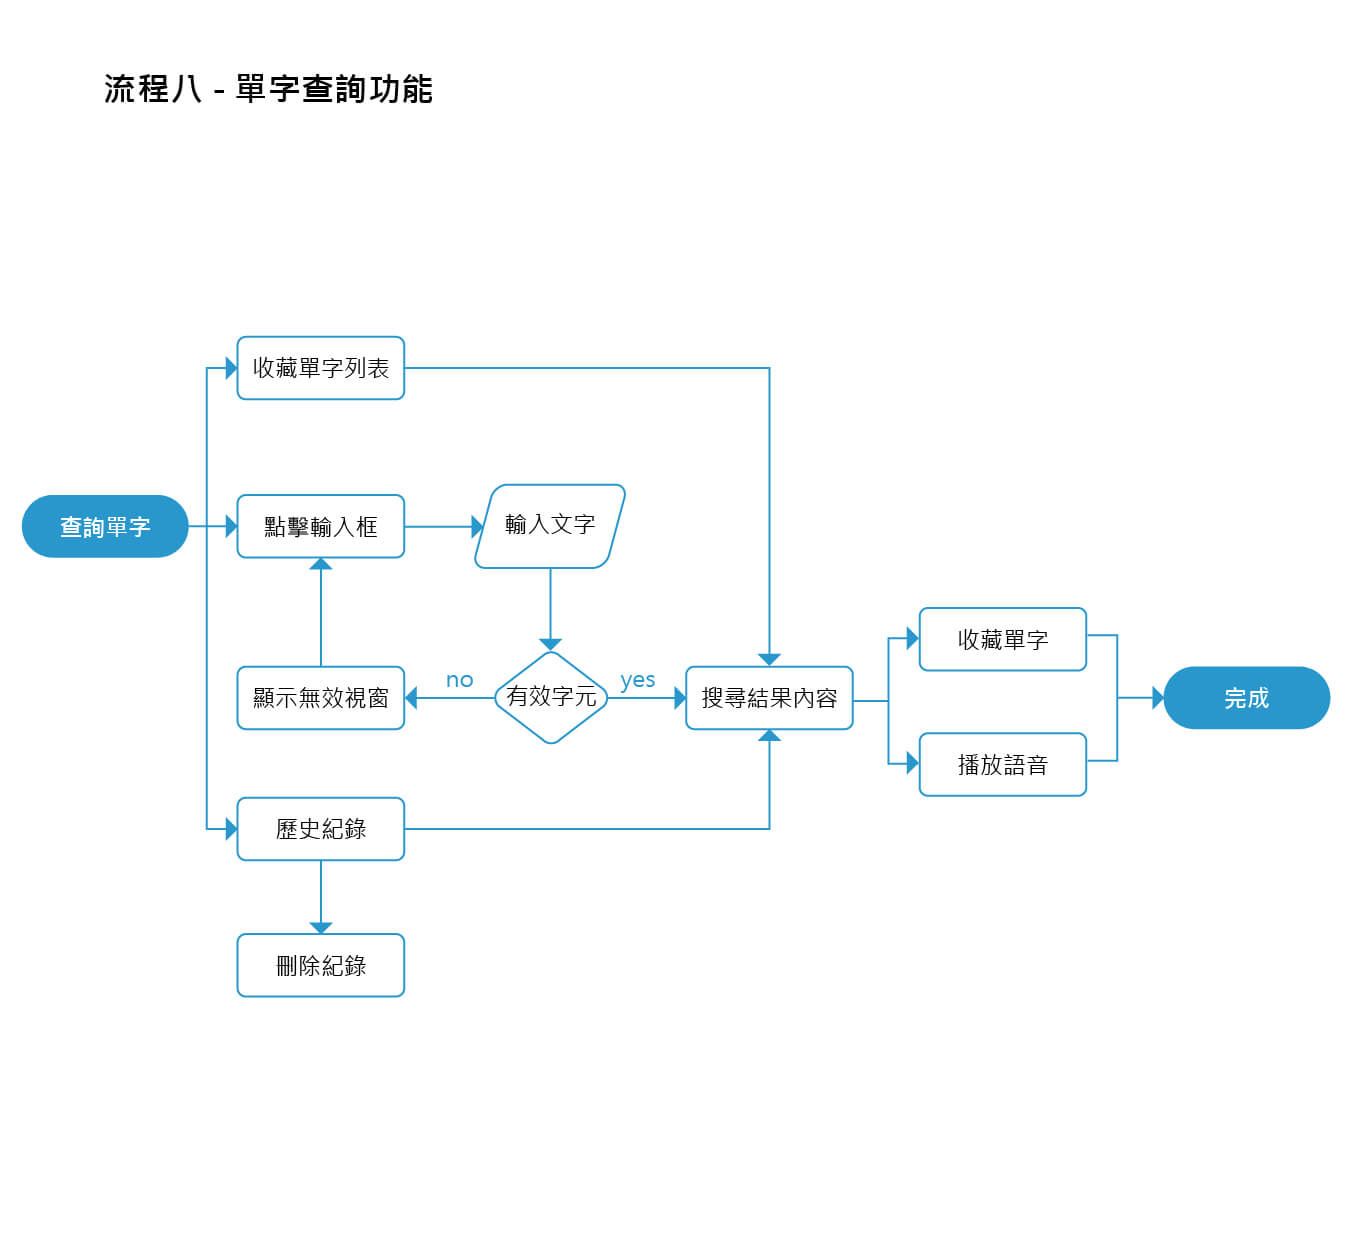 流程八 - 單字查詢功能
收藏單字列表
查詢單字
點擊輸入框
輸入文字
顯示無效視窗
no
有效字元
yes
搜尋結果內容
收藏單字
播放語音
完成
歷史紀錄
刪除紀錄